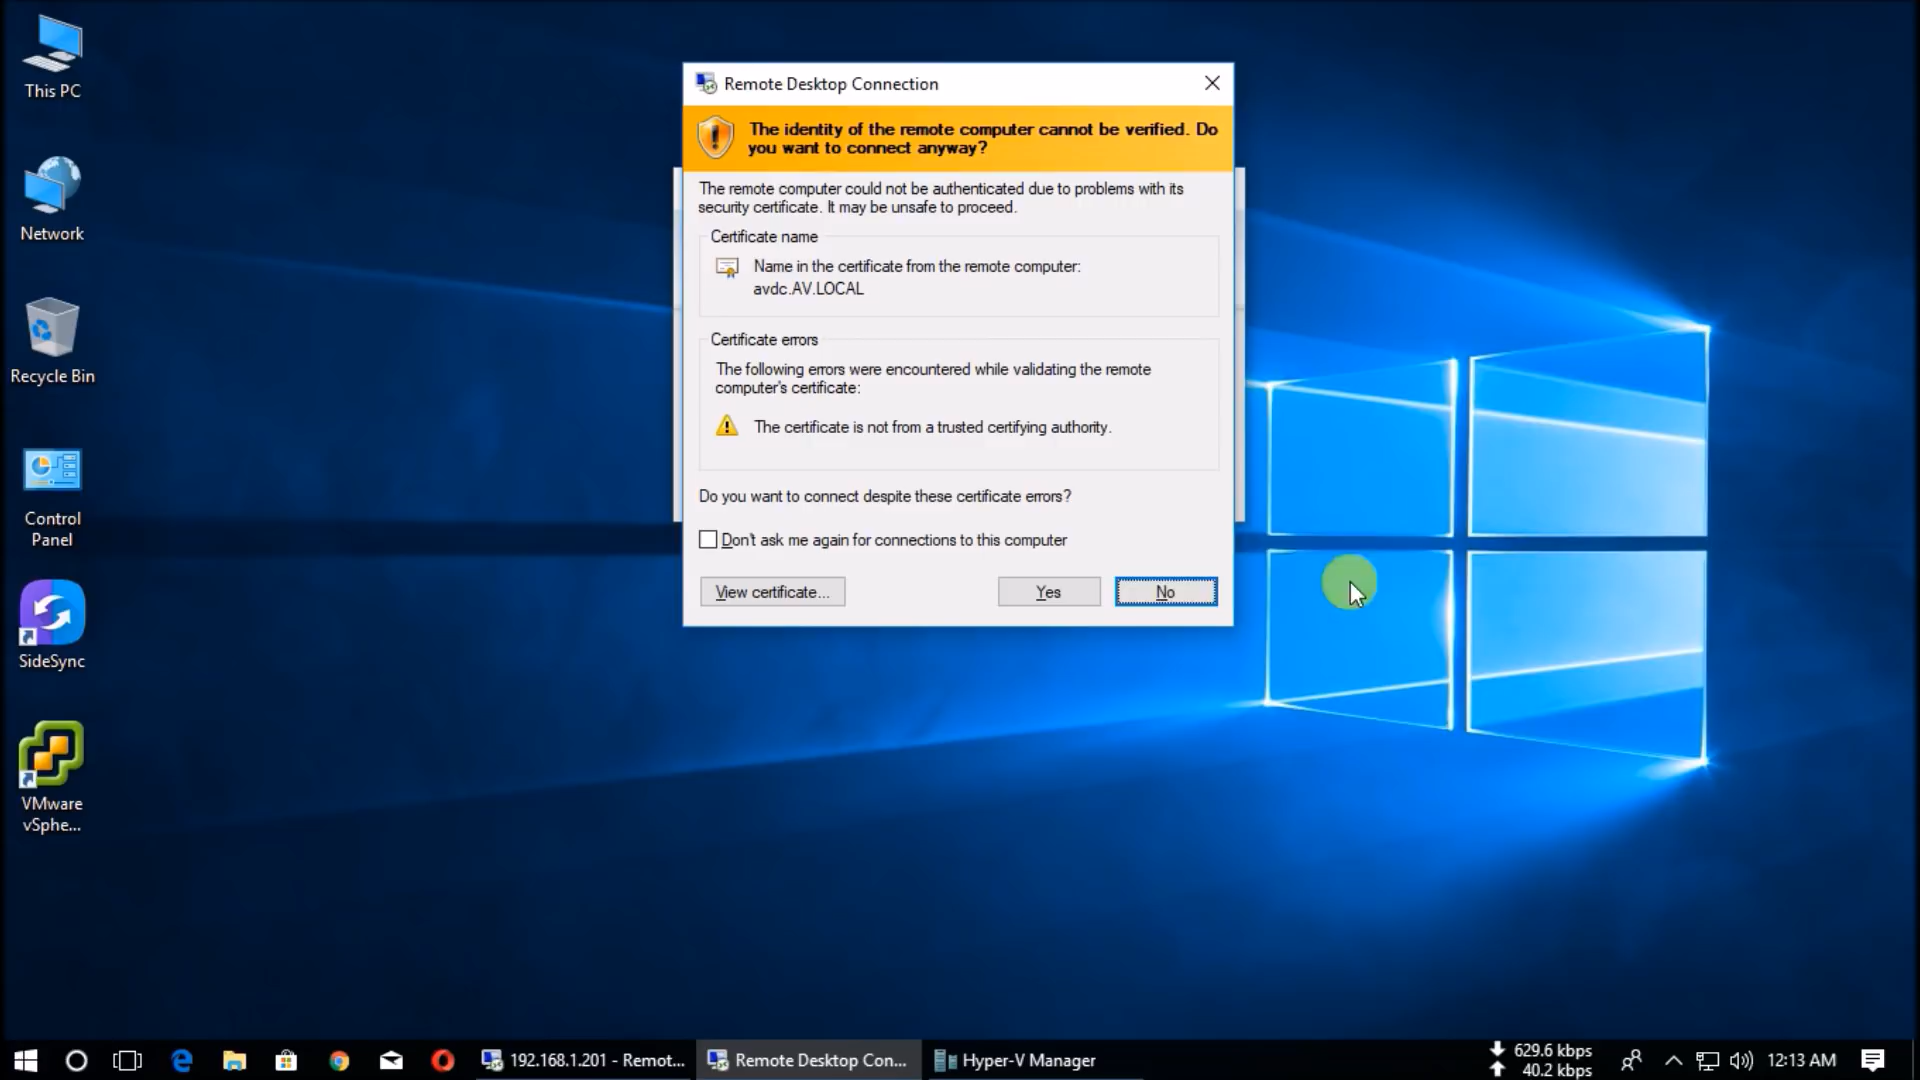 This PC
Network
Recycle Bin
Control
Panel
SideSync
VMware
vSphe...
Remote Desktop Connection
The identity of the remote computer cannot be verified. Do
you want to connect anyway?
The remote computer could not be authenticated due to problems with its
security certificate. It may be unsafe to proceed.
Certificate name
Name in the certificate from the remote computer:
avdc.AV.LOCAL
Certificate errors
The following errors were encountered while validating the remote
computer's certificate:
The certificate is not from a trusted certifying authority.
Do you want to connect despite these certificate errors?
Don't ask me again for connections to this computer
View certificate...
Yes
No
192.168.1.201 - Remot...
Remote Desktop Con...
Hyper-V Manager
629.6 kbps
40.2 kbps
12:13 AM